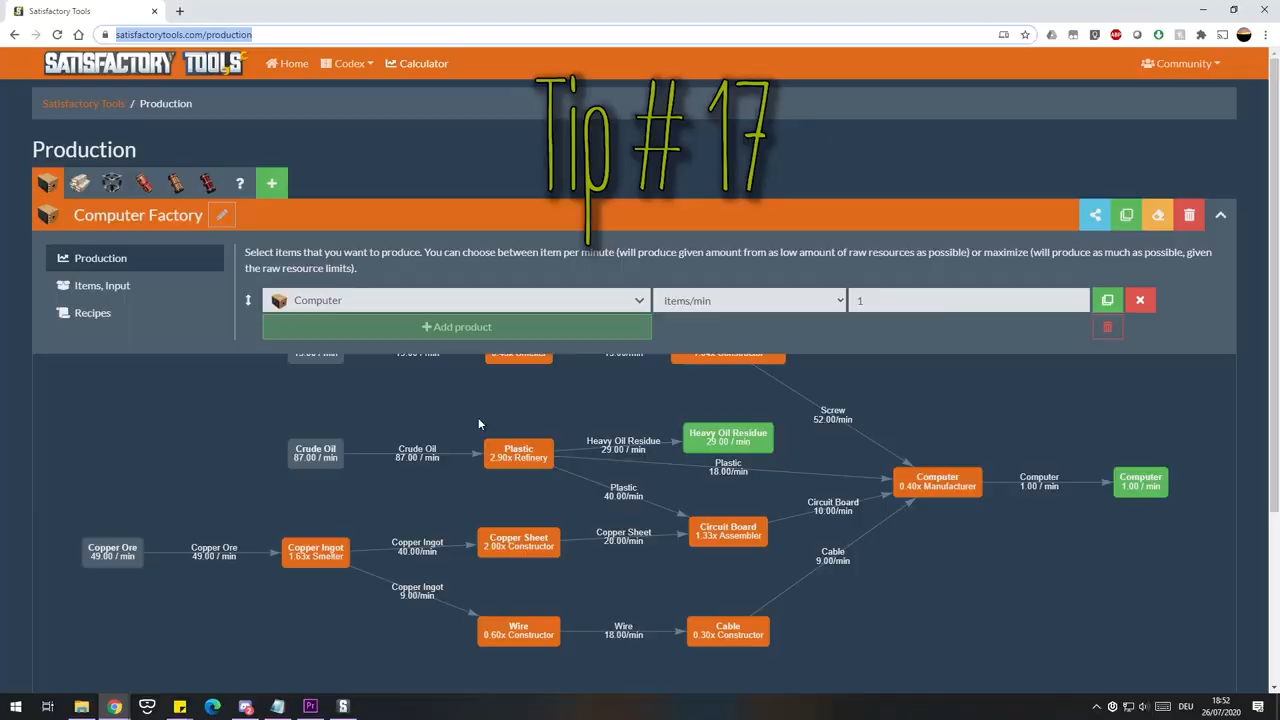 Satisfactory Tools
satisfactorytools.com/production
SATISFACTORY TOOLS
Home
Codex
Calculator
Community
Tip # 17
Satisfactory Tools / Production
Production
?
+
Computer Factory
Production
Items, Input
Recipes
Select items that you want to produce. You can choose between item per minute (will produce given amount from as low amount of raw resources as possible) or maximize (will produce as much as possible, given
the raw resource limits).
Computer
items/min
1
+ Add product
15.00 / min
Screw
52.00/min
Crude Oil
87.00 / min
Crude Oil
87.00 / min
Plastic
2.90x Refinery
Heavy Oil Residue
29.00 / min
Heavy Oil Residue
29.00 / min
Plastic
18.00/min
Plastic
40.00/min
Computer
0.40x Manufacturer
Computer
1.00 / min
Computer
1.00 / min
Circuit Board
10.00/min
Circuit Board
1.33x Assembler
Copper Ore
49.00 / min
Copper Ore
49.00 / min
Copper Ingot
1.63x Smelter
Copper Ingot
40.00/min
Copper Sheet
2.00x Constructor
Copper Sheet
20.00/min
Cable
9.00/min
Copper Ingot
9.00/min
Wire
0.60x Constructor
Wire
18.00/min
Cable
0.30x Constructor
DEU
18:52
26/07/2020